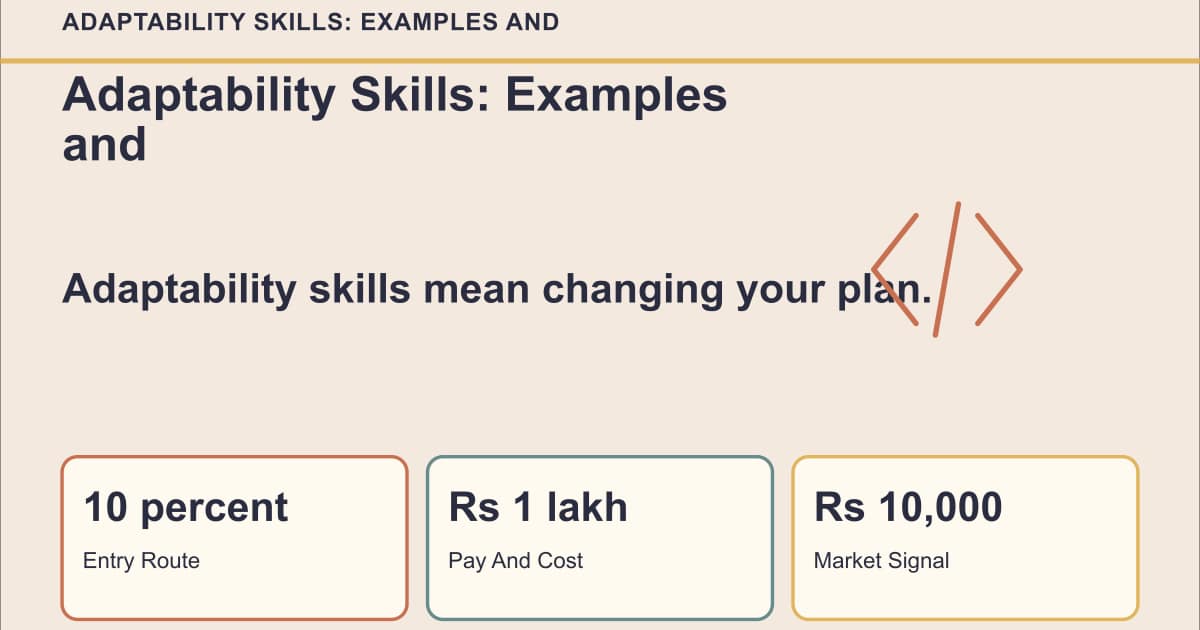 ADAPTABILITY SKILLS: EXAMPLES AND
Adaptability Skills: Examples
and
Adaptability skills mean changing your plan.
10 percent
Entry Route
Rs 1 lakh
Pay And Cost
Rs 10,000
Market Signal